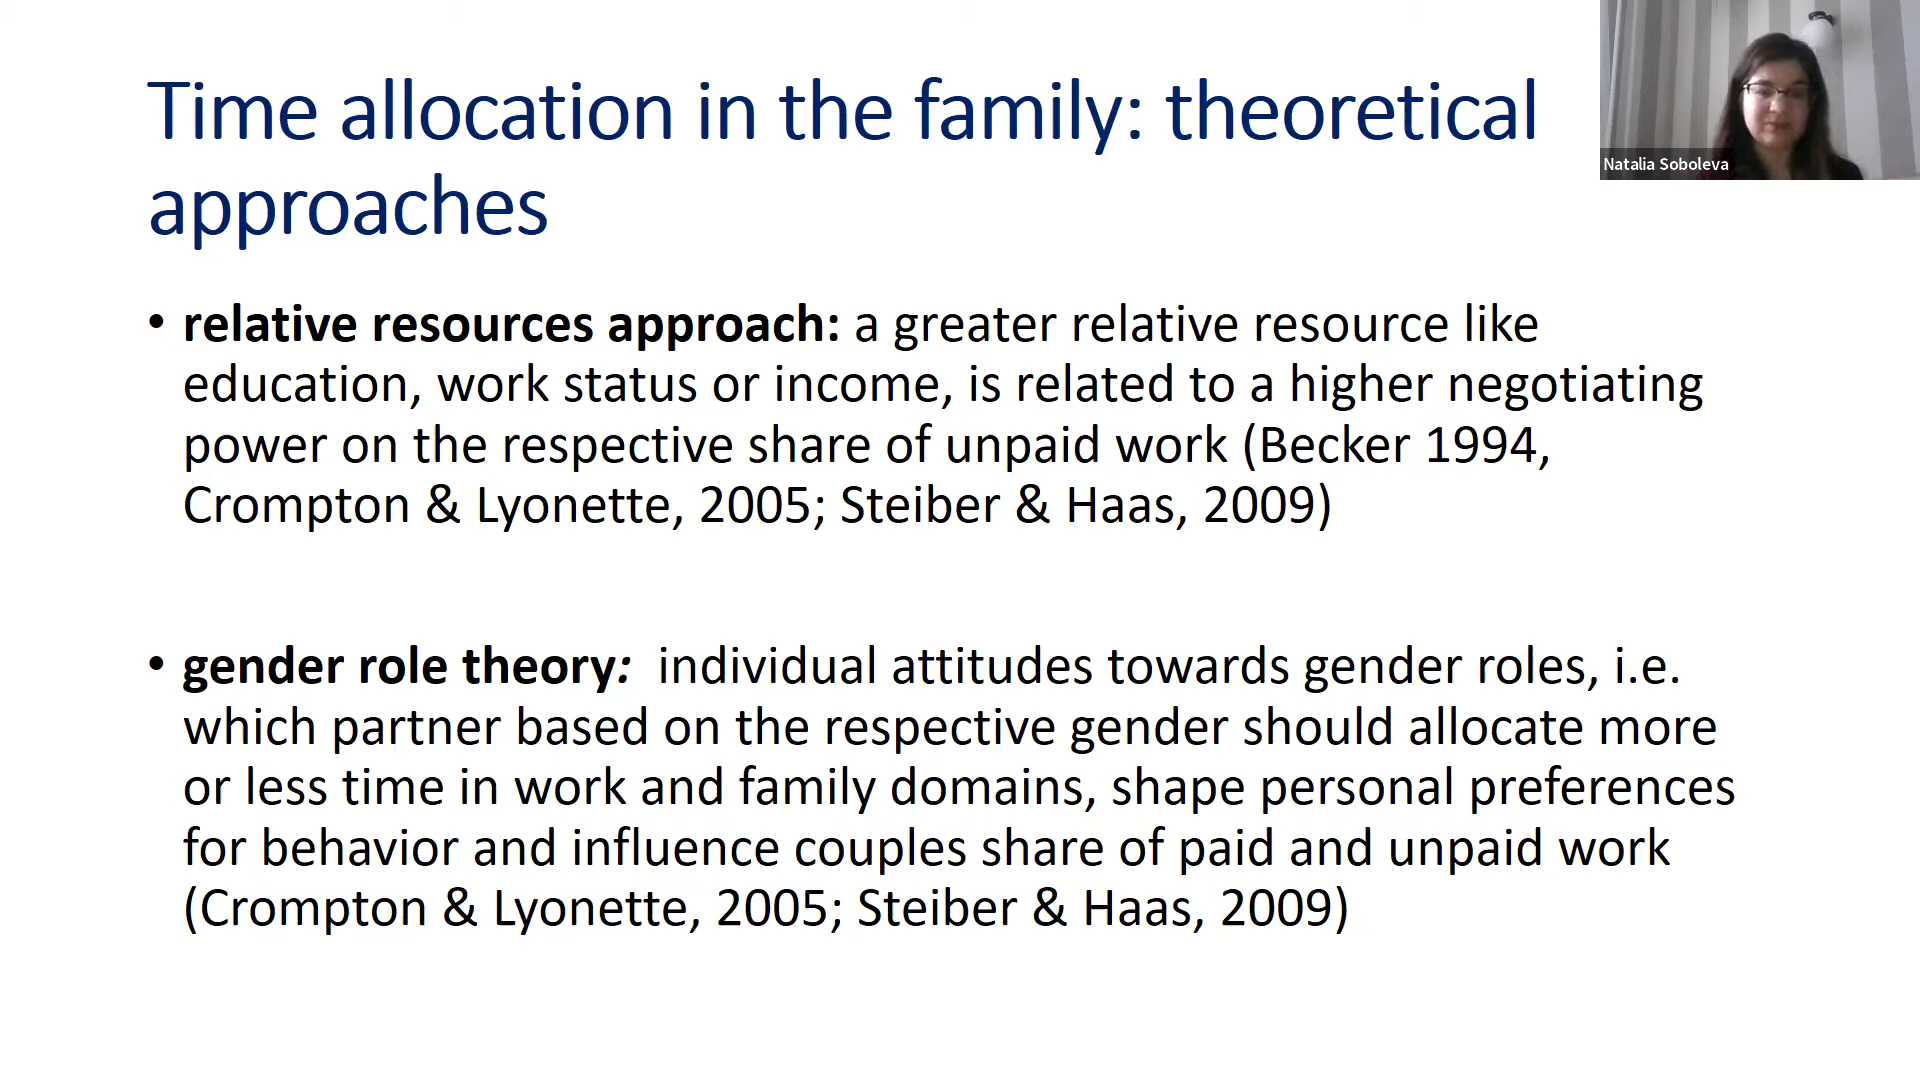 Time allocation in the family: theoretical
approaches
Natalia Soboleva
• relative resources approach: a greater relative resource like
education, work status or income, is related to a higher negotiating
power on the respective share of unpaid work (Becker 1994,
Crompton & Lyonette, 2005; Steiber & Haas, 2009)
• gender role theory: individual attitudes towards gender roles, i.e.
which partner based on the respective gender should allocate more
or less time in work and family domains, shape personal preferences
for behavior and influence couples share of paid and unpaid work
(Crompton & Lyonette, 2005; Steiber & Haas, 2009)